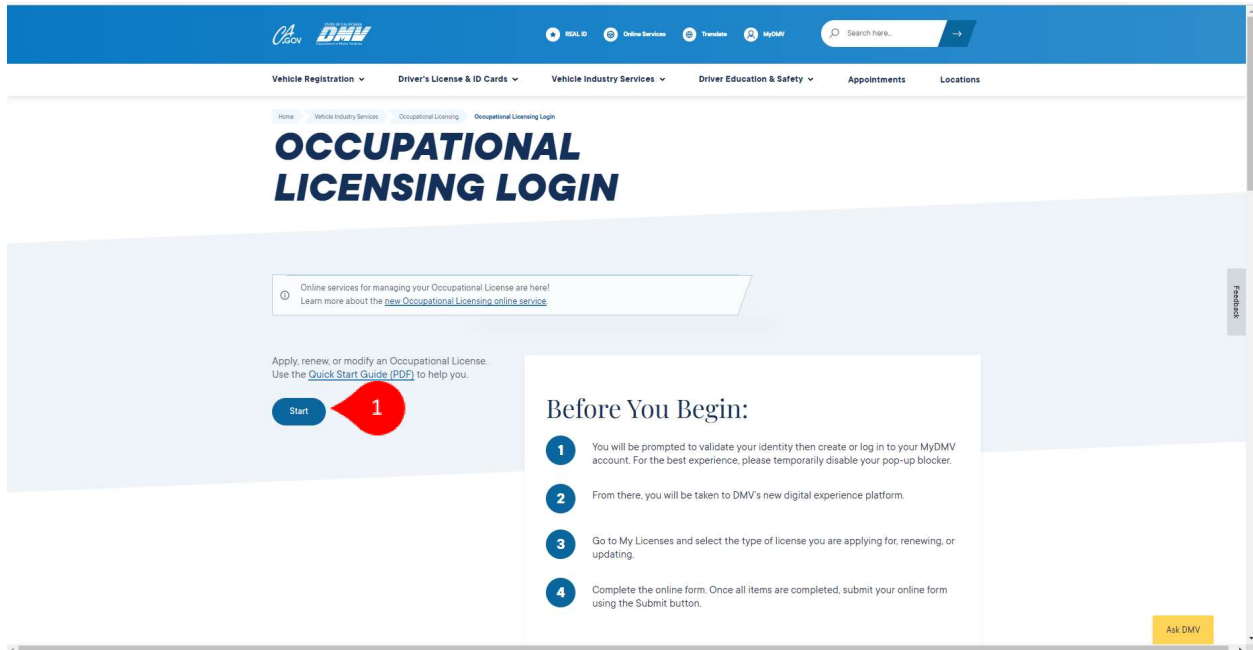 CA.GOV
STATE OF CALIFORNIA
DMV
Department of Motor Vehicles
REAL ID
Online Services
Translate
MyDMV
Search here...
Vehicle Registration
Driver's License & ID Cards
Vehicle Industry Services
Driver Education & Safety
Appointments
Locations
Home
Vehicle Industry Services
Occupational Licensing
Occupational Licensing Login
OCCUPATIONAL
LICENSING LOGIN
Online services for managing your Occupational License are here!
Learn more about the new Occupational Licensing online service.
Feedback
Apply, renew, or modify an Occupational License.
Use the Quick Start Guide (PDF) to help you.
Start
1
Before You Begin:
1
You will be prompted to validate your identity then create or log in to your MyDMV
account. For the best experience, please temporarily disable your pop-up blocker.
2
From there, you will be taken to DMV's new digital experience platform.
3
Go to My Licenses and select the type of license you are applying for, renewing, or
updating.
4
Complete the online form. Once all items are completed, submit your online form
using the Submit button.
Ask DMV